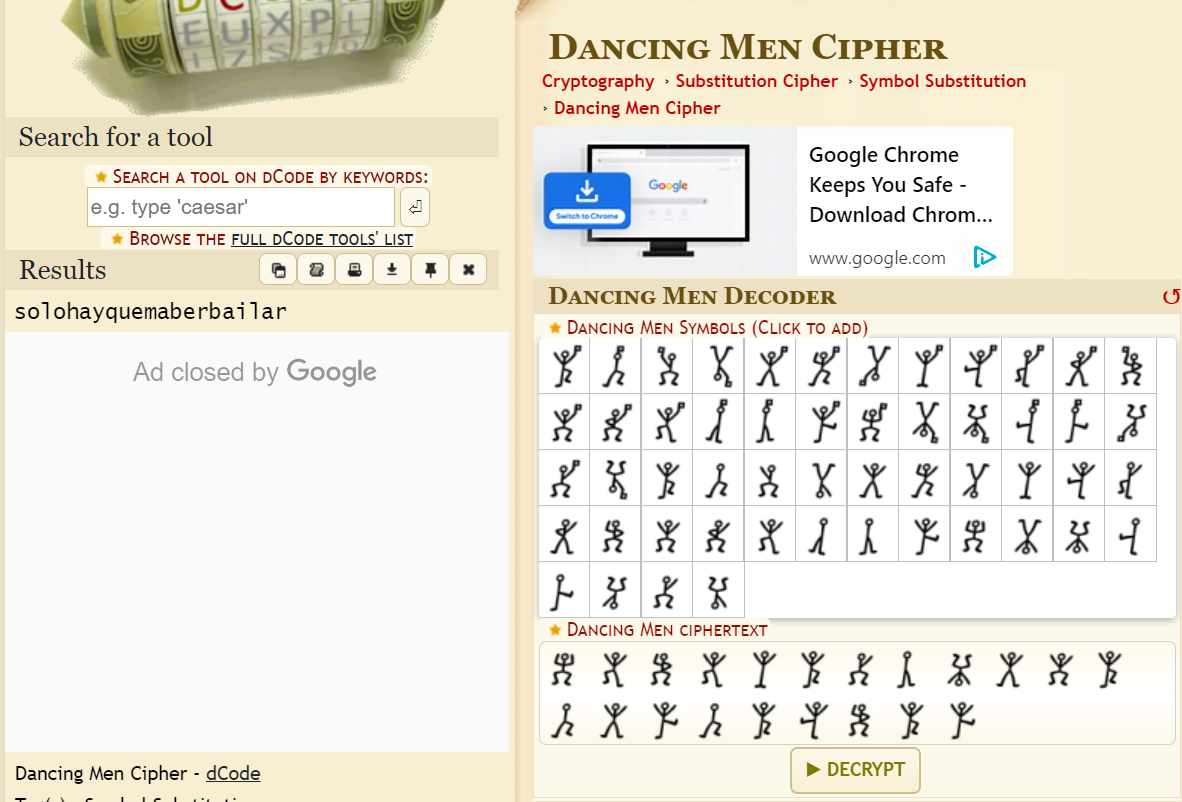 D C
E U X P L
I 7 S 1 0
Search for a tool
★ SEARCH A TOOL ON DCODE BY KEYWORDS:
e.g. type 'caesar'
★ BROWSE THE FULL DCODE TOOLS' LIST
Results
solohayquemaberbailar
Ad closed by Google
Dancing Men Cipher - dCode
DANCING MEN CIPHER
Cryptography › Substitution Cipher › Symbol Substitution
› Dancing Men Cipher
Google
Switch to Chrome
Google Chrome
Keeps You Safe -
Download Chrom...
www.google.com
DANCING MEN DECODER
★ DANCING MEN SYMBOLS (CLICK TO ADD)
★ DANCING MEN CIPHERTEXT
► DECRYPT